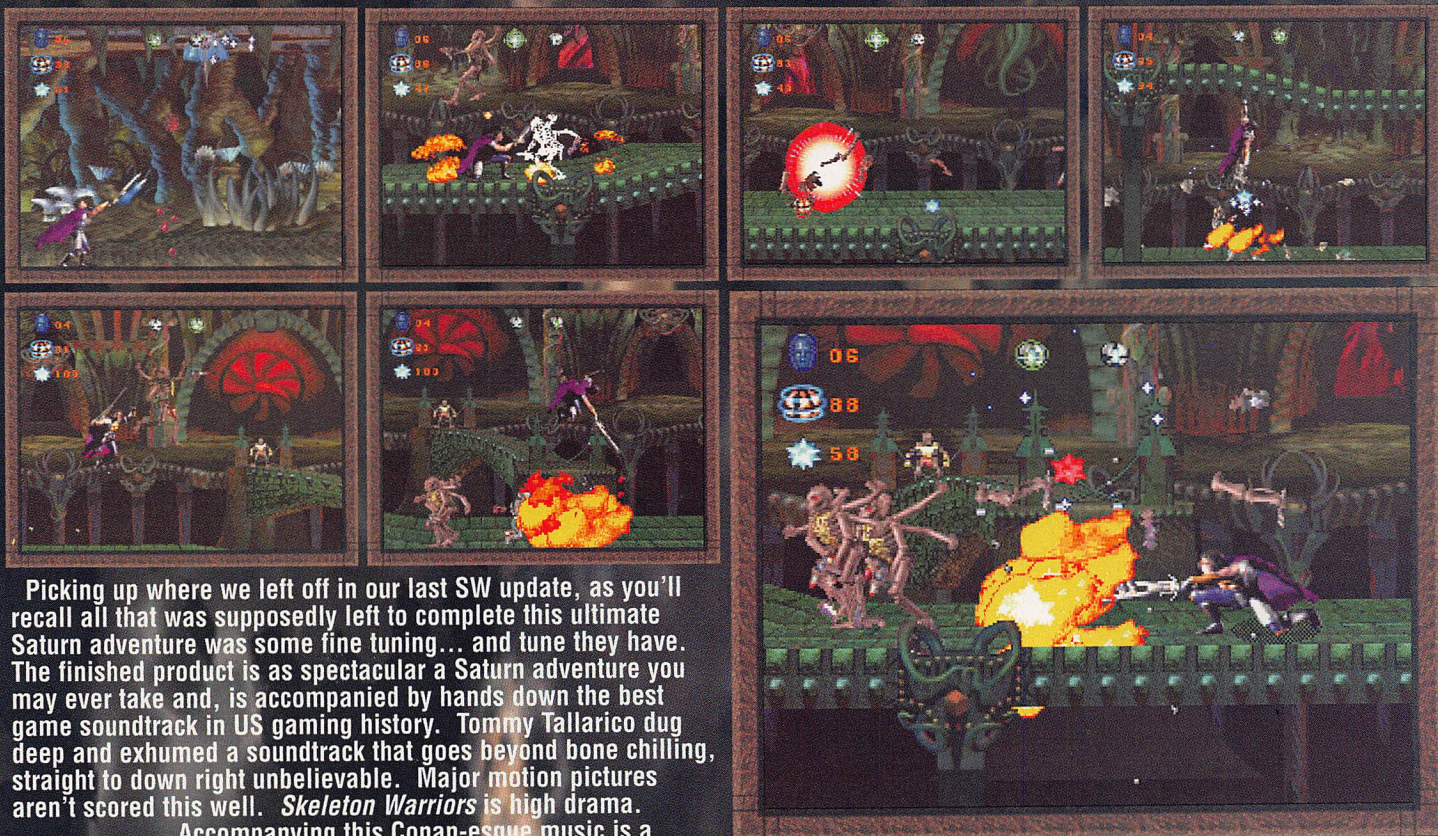 06
88
58
04
100
Picking up where we left off in our last SW update, as you'll
recall all that was supposedly left to complete this ultimate
Saturn adventure was some fine tuning... and tune they have.
The finished product is as spectacular a Saturn adventure you
may ever take and, is accompanied by hands down the best
game soundtrack in US gaming history. Tommy Tallarico dug
deep and exhumed a soundtrack that goes beyond bone chilling,
straight to down right unbelievable. Major motion pictures
aren't scored this well. Skeleton Warriors is high drama.
Accompanying this Conan-esque music is a